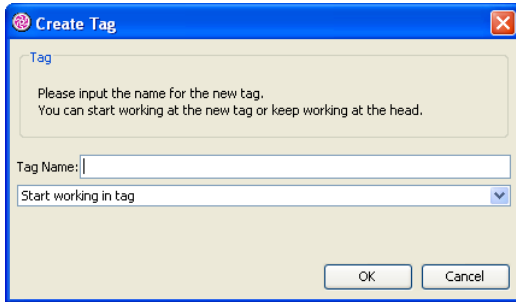 Create Tag
Tag
Please input the name for the new tag.
You can start working at the new tag or keep working at the head.
Tag Name:
Start working in tag
OK
Cancel